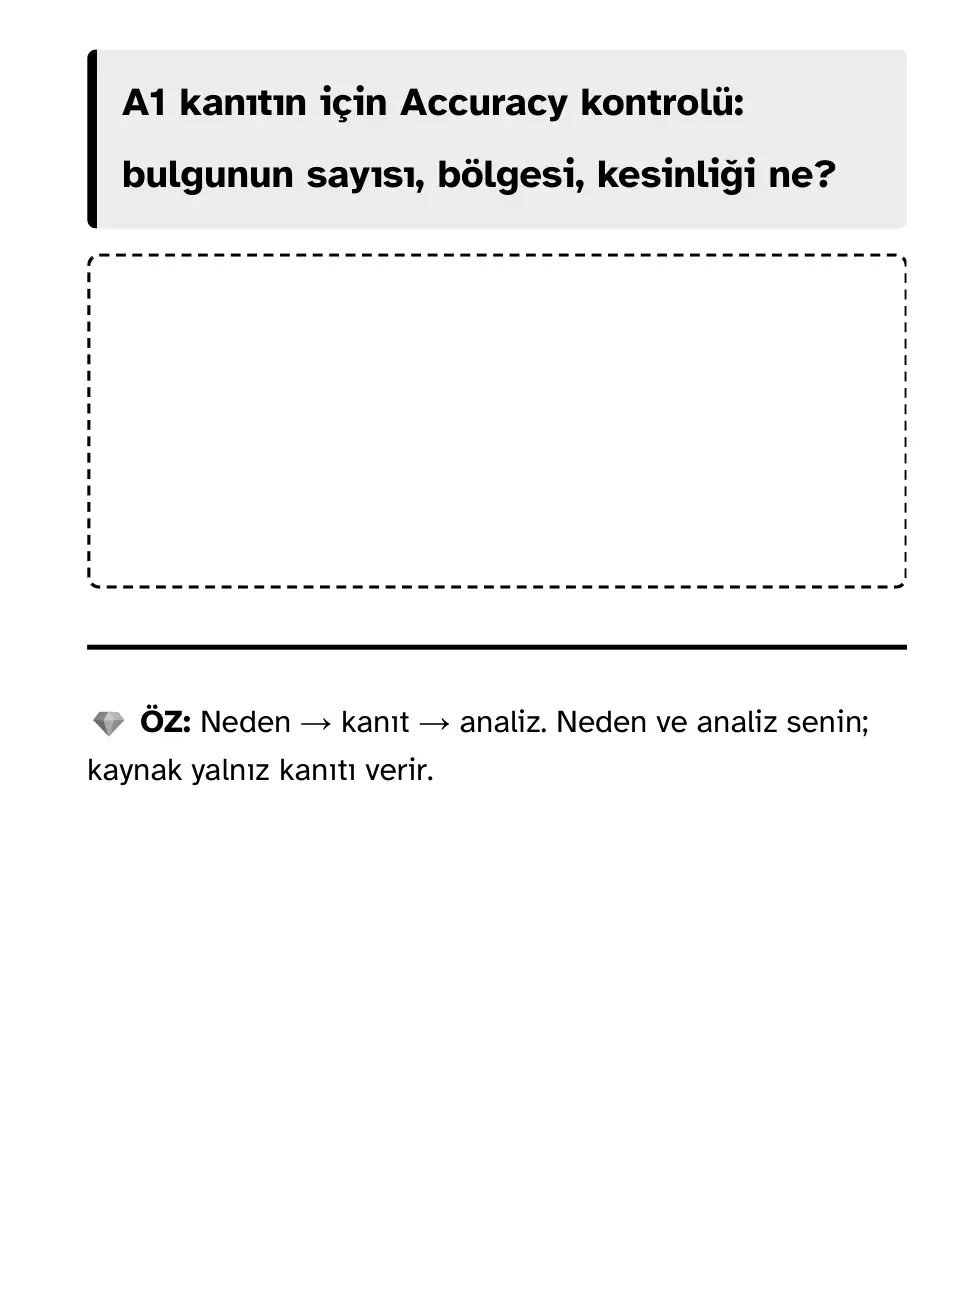 A1 kanıtın için Accuracy kontrolü:
bulgunun sayısı, bölgesi, kesinliği ne?
ÖZ: Neden → kanıt → analiz. Neden ve analiz senin;
kaynak yalnız kanıtı verir.